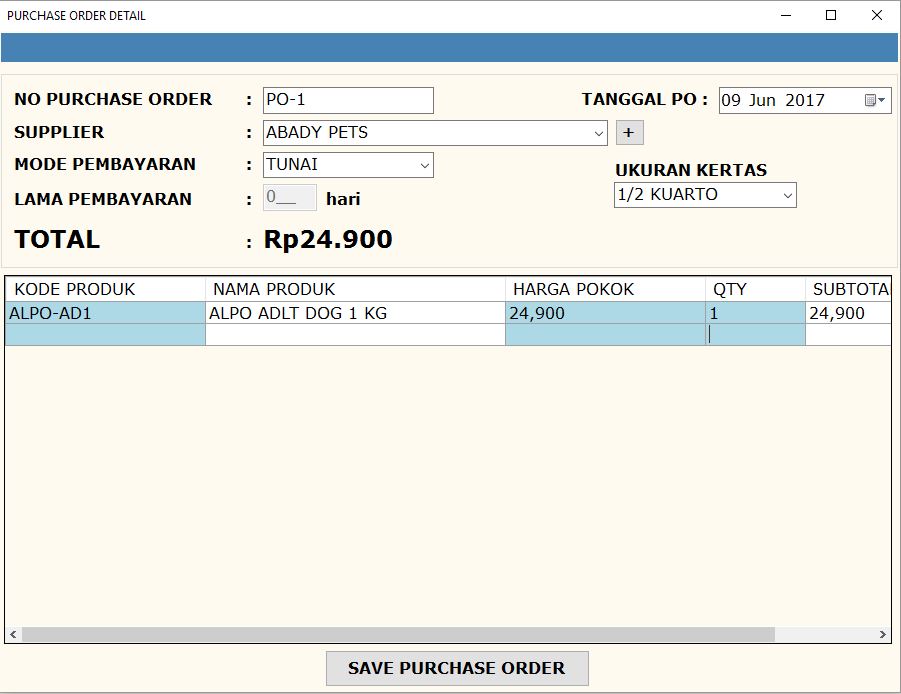 PURCHASE ORDER DETAIL
NO PURCHASE ORDER : PO-1 TANGGAL PO : 09 Jun 2017
SUPPLIER : ABADY PETS +
MODE PEMBAYARAN : TUNAI
UKURAN KERTAS
LAMA PEMBAYARAN : 0__ hari 1/2 KUARTO
TOTAL : Rp24.900
KODE PRODUK NAMA PRODUK HARGA POKOK QTY SUBTOTAL
ALPO-AD1 ALPO ADLT DOG 1 KG 24,900 1 24,900
SAVE PURCHASE ORDER